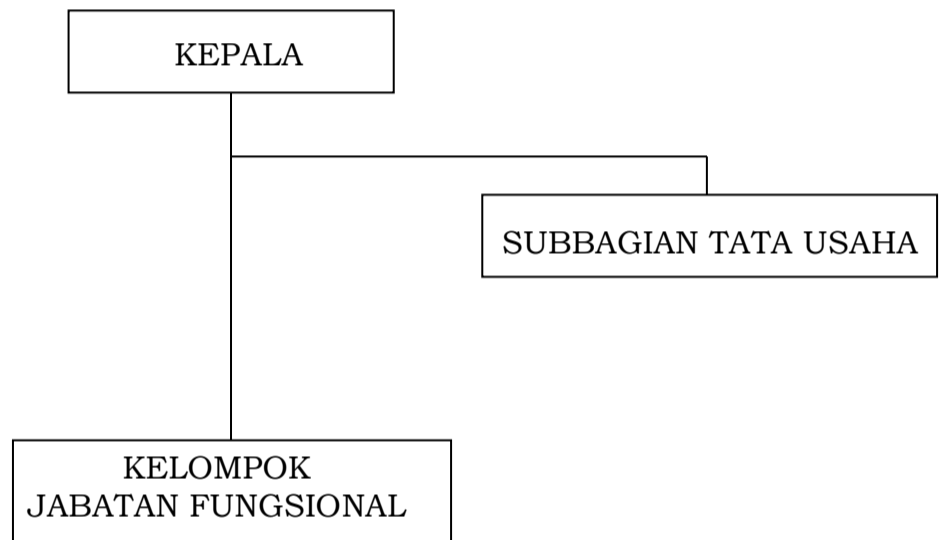 KEPALA
SUBBAGIAN TATA USAHA
KELOMPOK
JABATAN FUNGSIONAL